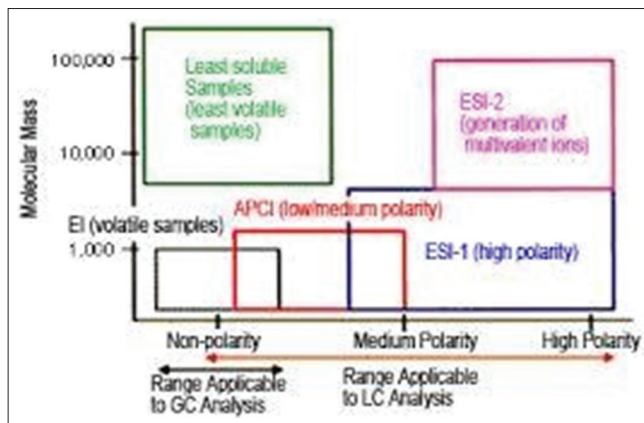 Molecular Mass
100,000
10,000
1,000
Least soluble
Samples
(least volatile
samples)
ESI-2
(generation of
multivalent ions)
APCI (low/medium polarity)
EI (volatile samples)
ESI-1 (high polarity)
Non-polarity
Medium Polarity
High Polarity
Range Applicable
to GC Analysis
Range Applicable
to LC Analysis